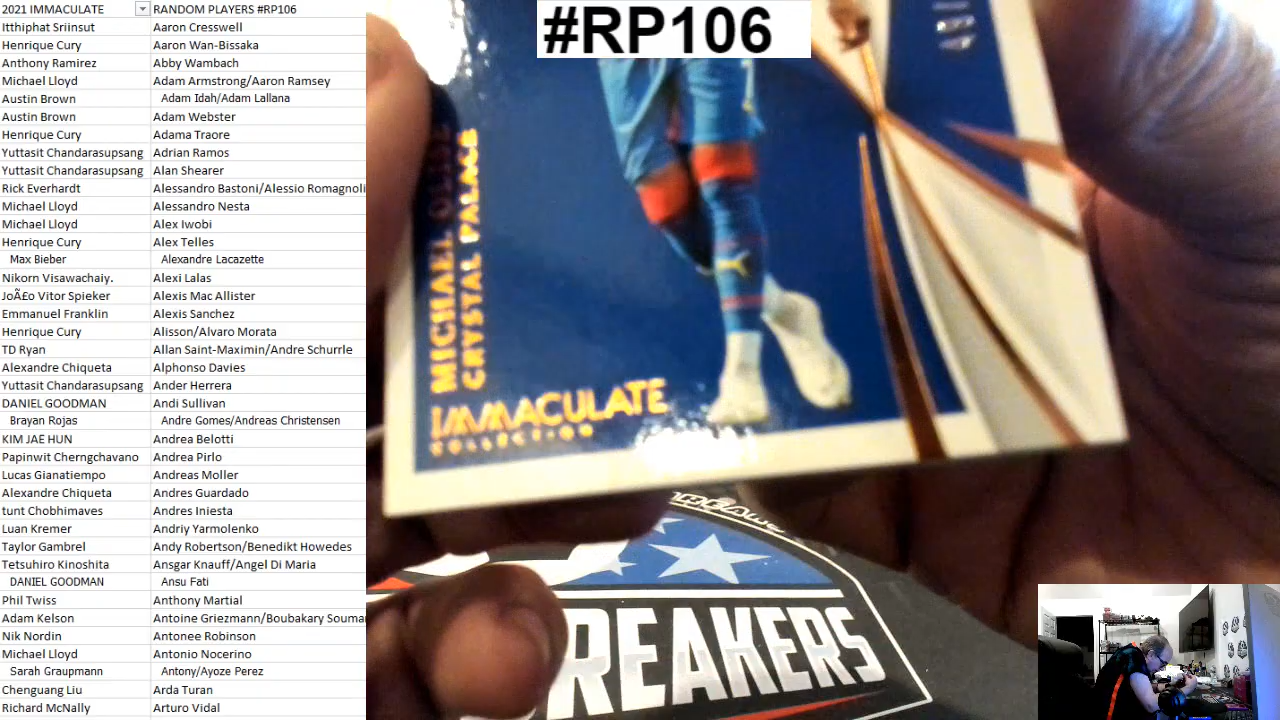 2021 IMMACULATE RANDOM PLAYERS #RP106
Itthiphat Sriinsut Aaron Cresswell
Henrique Cury Aaron Wan-Bissaka
Anthony Ramirez Abby Wambach
Michael Lloyd Adam Armstrong/Aaron Ramsey
Austin Brown Adam Idah/Adam Lallana
Austin Brown Adam Webster
Henrique Cury Adama Traore
Yuttasit Chandarasupsang Adrian Ramos
Yuttasit Chandarasupsang Alan Shearer
Rick Everhardt Alessandro Bastoni/Alessio Romagnoli
Michael Lloyd Alessandro Nesta
Michael Lloyd Alex Iwobi
Henrique Cury Alex Telles
Max Bieber Alexandre Lacazette
Nikorn Visawachaiy. Alexi Lalas
JoÃ£o Vitor Spieker Alexis Mac Allister
Emmanuel Franklin Alexis Sanchez
Henrique Cury Alisson/Alvaro Morata
TD Ryan Allan Saint-Maximin/Andre Schurrle
Alexandre Chiqueta Alphonso Davies
Yuttasit Chandarasupsang Ander Herrera
DANIEL GOODMAN Andi Sullivan
Brayan Rojas Andre Gomes/Andreas Christensen
KIM JAE HUN Andrea Belotti
Papinwit Cherngchavano Andrea Pirlo
Lucas Gianatiempo Andreas Moller
Alexandre Chiqueta Andres Guardado
tunt Chobhimaves Andres Iniesta
Luan Kremer Andriy Yarmolenko
Taylor Gambrel Andy Robertson/Benedikt Howedes
Tetsuhiro Kinoshita Ansgar Knauff/Angel Di Maria
DANIEL GOODMAN Ansu Fati
Phil Twiss Anthony Martial
Adam Kelson Antoine Griezmann/Boubakary Soumar
Nik Nordin Antonee Robinson
Michael Lloyd Antonio Nocerino
Sarah Graupmann Antony/Ayoze Perez
Chenguang Liu Arda Turan
Richard McNally Arturo Vidal
#RP106
MICHAEL
CRYSTAL PALACE
IMMACULATE
COLLECTION
BREAKERS